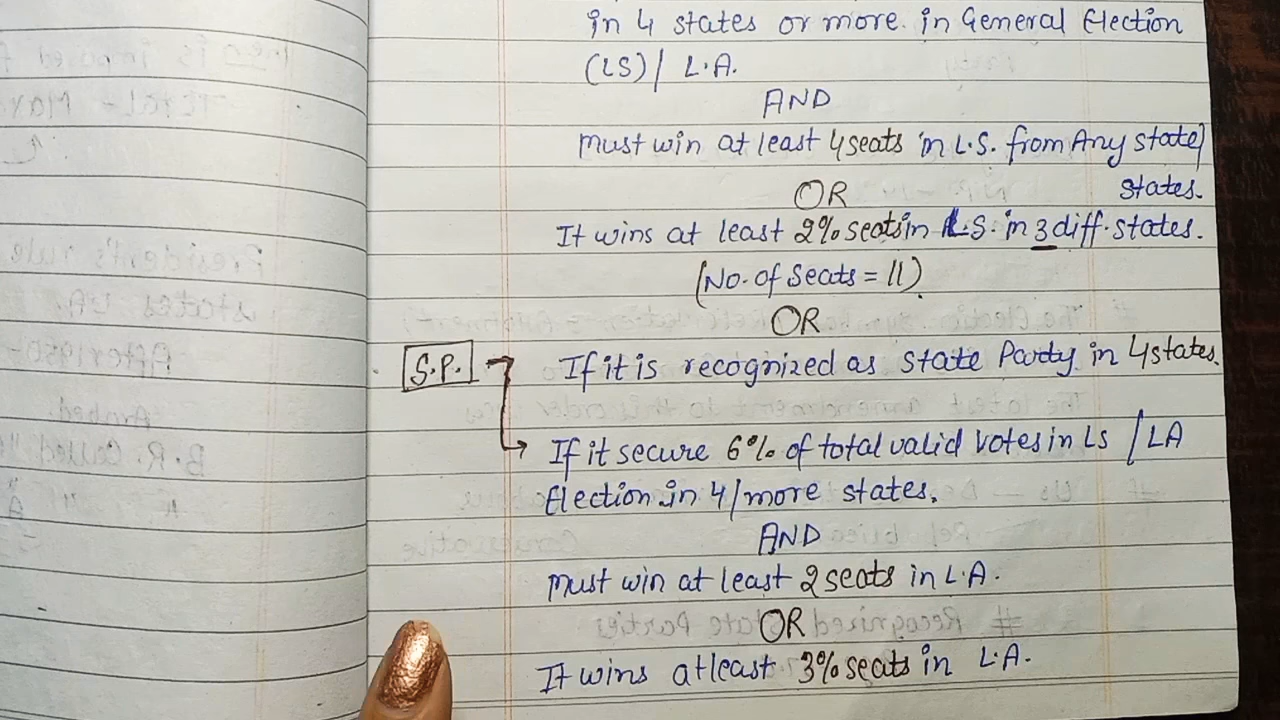 in 4 states or more in General Election
(LS) / L.A.
AND
Must win at least 4 seats in L.S. from Any state/
States.
OR
It wins at least 2% seats in L.S. in 3 diff. states.
(No. of Seats = 11)
OR
S.P.
If it is recognized as State Party in 4 states.
If it secure 6% of total valid votes in LS / LA
Election in 4/more states.
AND
Must win at least 2 seats in L.A.
OR
It wins atleast 3% seats in L.A.